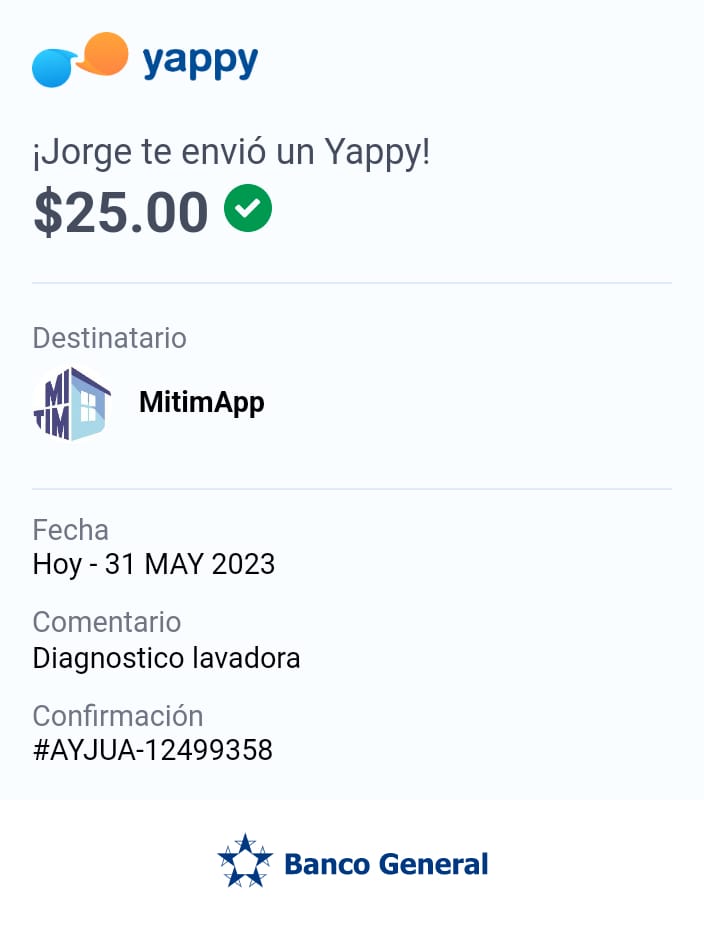 yappy
¡Jorge te envió un Yappy!
$25.00
Destinatario
MI
TIM
MitimApp
Fecha
Hoy - 31 MAY 2023
Comentario
Diagnostico lavadora
Confirmación
#AYJUA-12499358
Banco General